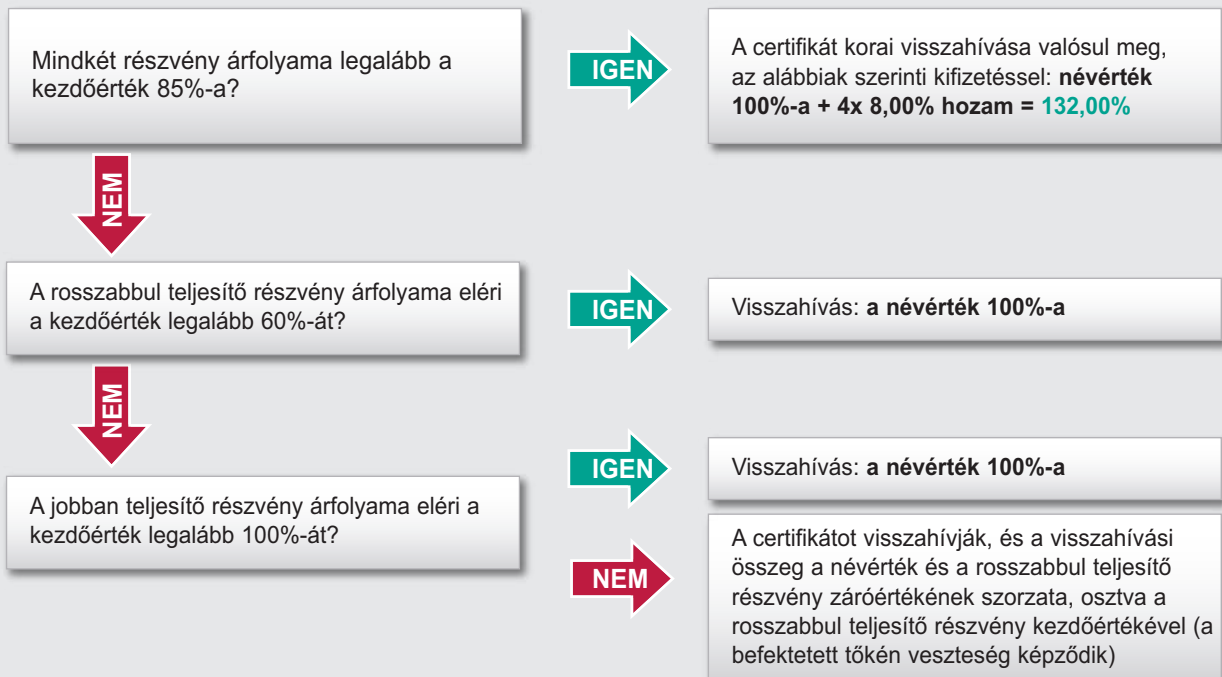 Mindkét részvény árfolyama legalább a
kezdőérték 85%-a?
IGEN
A certifikát korai visszahívása valósul meg,
az alábbiak szerinti kifizetéssel: névérték
100%-a + 4x 8,00% hozam = 132,00%
NEM
A rosszabbul teljesítő részvény árfolyama eléri
a kezdőérték legalább 60%-át?
IGEN
Visszahívás: a névérték 100%-a
NEM
A jobban teljesítő részvény árfolyama eléri a
kezdőérték legalább 100%-át?
IGEN
Visszahívás: a névérték 100%-a
NEM
A certifikátot visszahívják, és a visszahívási
összeg a névérték és a rosszabbul teljesítő
részvény záróértékének szorzata, osztva a
rosszabbul teljesítő részvény kezdőértékével (a
befektetett tőkén veszteség képződik)